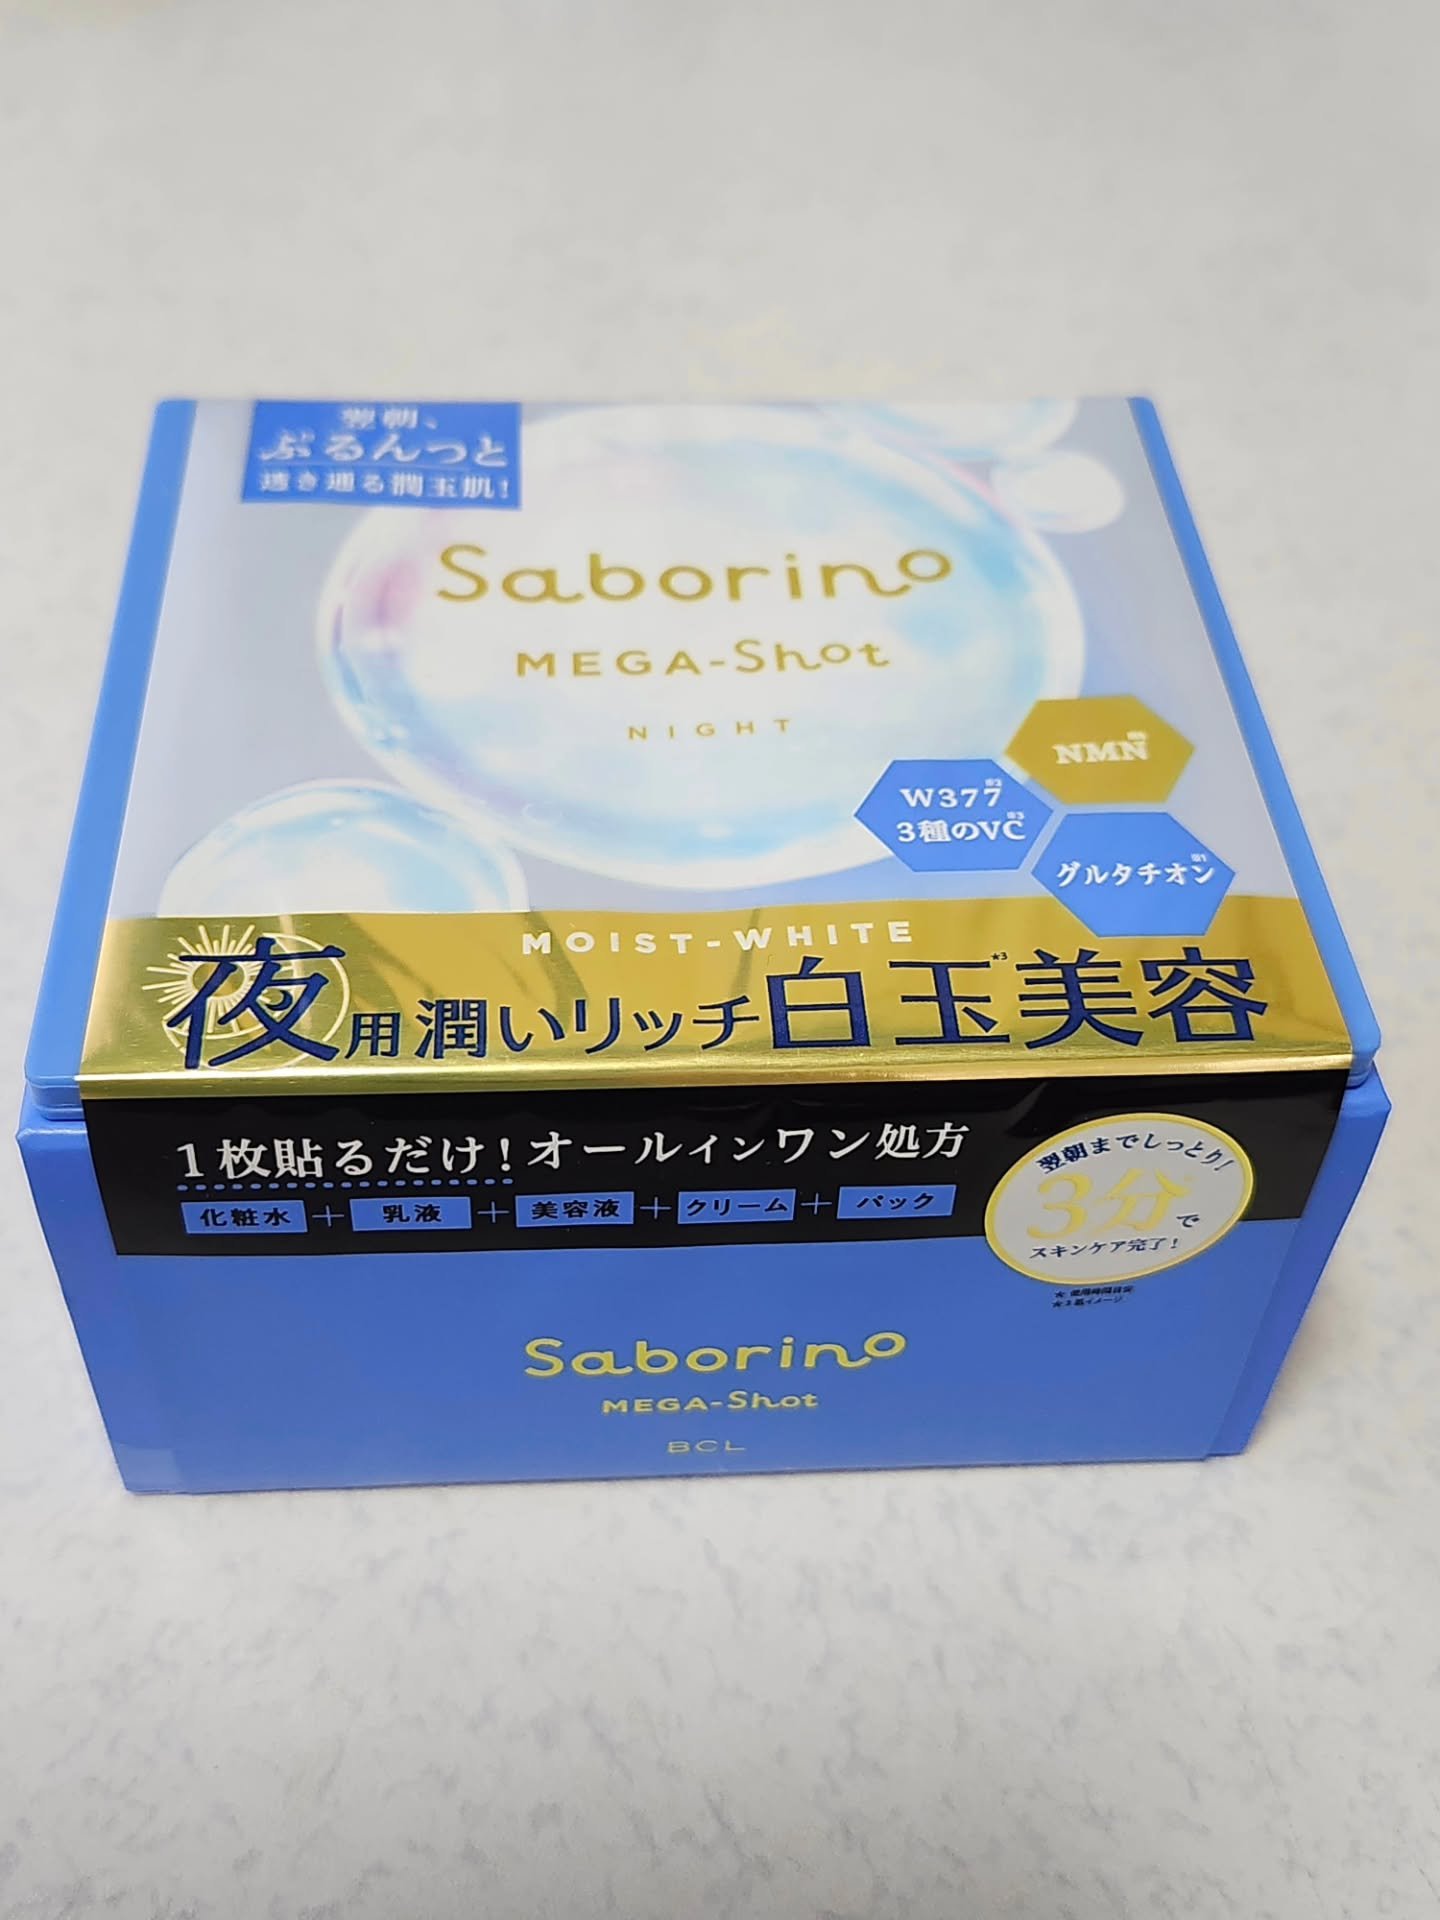 翌朝、
ぷるんっと
透き通る潤玉肌!
Saborino
MEGA-Shot
NIGHT
NMN
W377※2
3種のVC※3
グルタチオン※1
MOIST-WHITE
夜用潤いリッチ白玉★3美容
1枚貼るだけ!オールインワン処方
化粧水+乳液+美容液+クリーム+パック
翌朝までしっとり!
3分で
スキンケア完了!
Saborino
MEGA-Shot
BCL